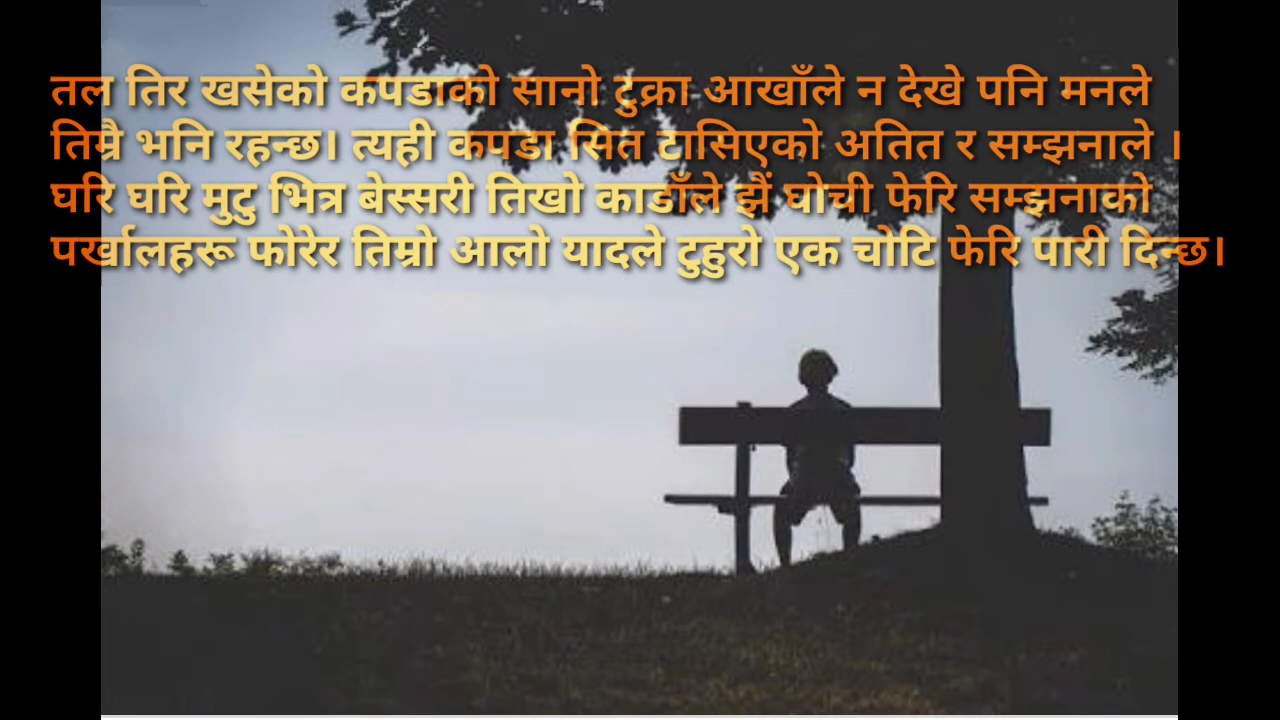 तल तिर खसेको कपडाको सानो टुक्रा आखाँले न देखे पनि मनले
तिम्रै भनि रहन्छ। त्यही कपडा सित टासिएको अतित र सम्झनाले ।
घरि घरि मुटु भित्र बेस्सरी तिखो काडाँले झैं घोची फेरि सम्झनाको
पर्खालहरू फोरेर तिम्रो आलो यादले टुहुरो एक चोटि फेरि पारी दिन्छ।